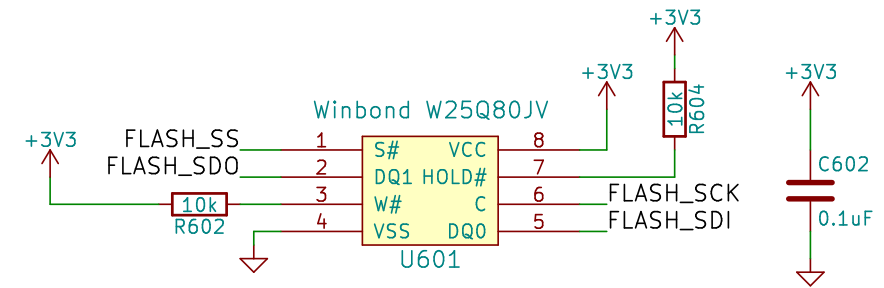 +3V3
+3V3
+3V3
Winbond W25Q80JV
10k
R604
+3V3
FLASH_SS
1
S#
VCC
8
FLASH_SDO
2
DQ1
HOLD#
7
C602
10k
3
W#
C
6
FLASH_SCK
R602
4
VSS
DQ0
5
FLASH_SDI
0.1uF
U601